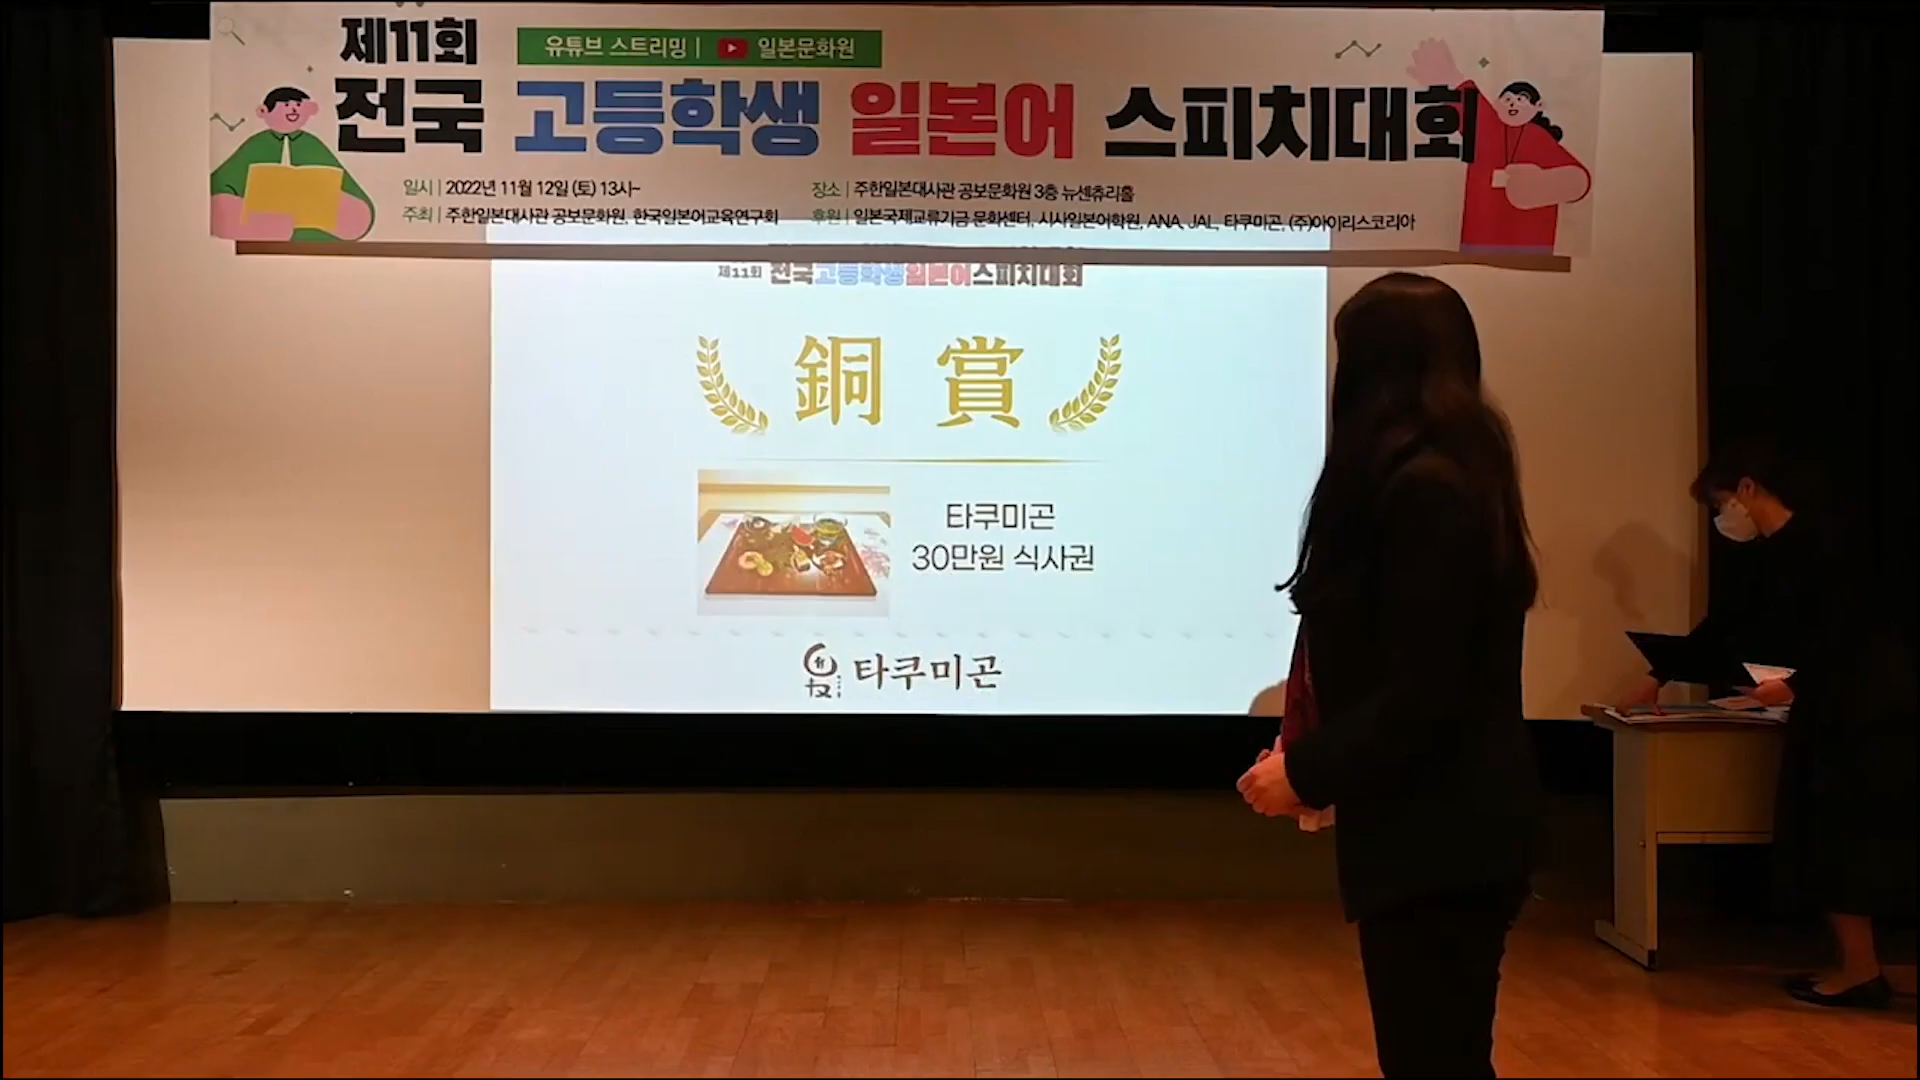 제11회
유튜브 스트리밍 | 일본문화원
전국 고등학생 일본어 스피치대회
일시 | 2022년 11월 12일 (토) 13시~
장소 | 주한일본대사관 공보문화원 3층 뉴센츄리홀
주최 | 주한일본대사관 공보문화원, 한국일본어교육연구회
후원 | 일본국제교류기금 문화센터, 시사일본어학원, ANA, JAL, 타쿠미곤, (주)아이리스코리아
제11회 전국고등학생일본어스피치대회
銅賞
타쿠미곤
30만원 식사권
타쿠미곤